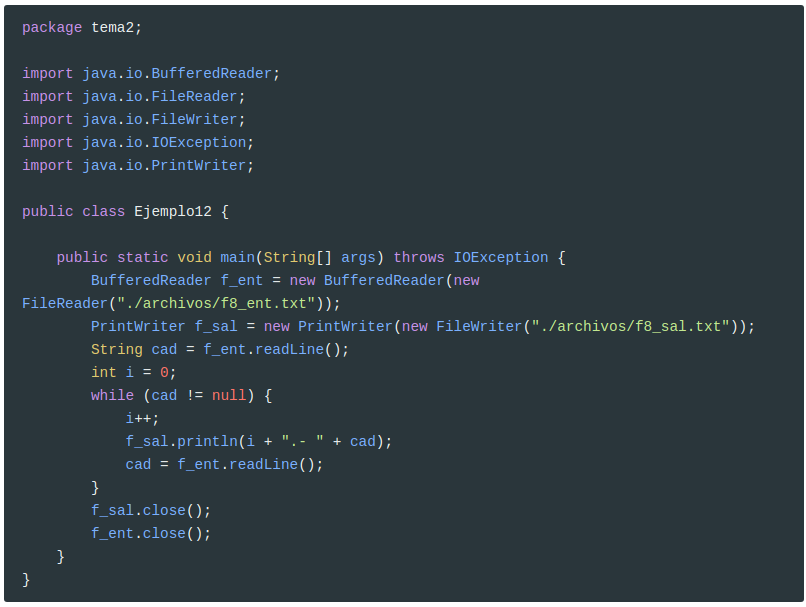 package tema2;

import java.io.BufferedReader;
import java.io.FileReader;
import java.io.FileWriter;
import java.io.IOException;
import java.io.PrintWriter;

public class Ejemplo12 {

    public static void main(String[] args) throws IOException {
        BufferedReader f_ent = new BufferedReader(new
FileReader("./archivos/f8_ent.txt"));
        PrintWriter f_sal = new PrintWriter(new FileWriter("./archivos/f8_sal.txt"));
        String cad = f_ent.readLine();
        int i = 0;
        while (cad != null) {
            i++;
            f_sal.println(i + ".- " + cad);
            cad = f_ent.readLine();
        }
        f_sal.close();
        f_ent.close();
    }
}